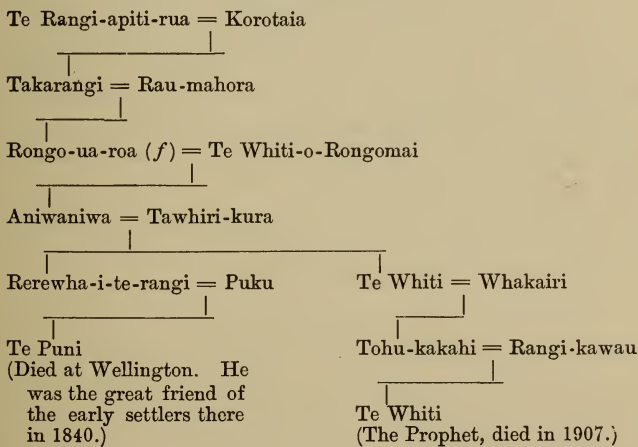 Te Rangi-apiti-rua = Korotaia
Takarangi = Rau-mahora
Rongo-ua-roa (f) = Te Whiti-o-Rongomai
Aniwaniwa = Tawhiri-kura
Rerewha-i-te-rangi = Puku Te Whiti = Whakairi
Te Puni Tohu-kakahi = Rangi-kawau
(Died at Wellington. He
was the great friend of
the early settlers there
in 1840.)
Te Whiti
(The Prophet, died in 1907.)